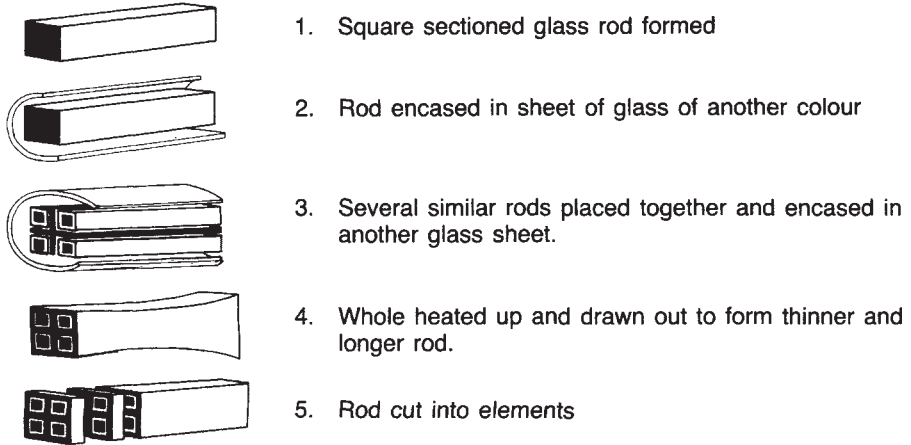 1. Square sectioned glass rod formed
2. Rod encased in sheet of glass of another colour
3. Several similar rods placed together and encased in
another glass sheet.
4. Whole heated up and drawn out to form thinner and
longer rod.
5. Rod cut into elements